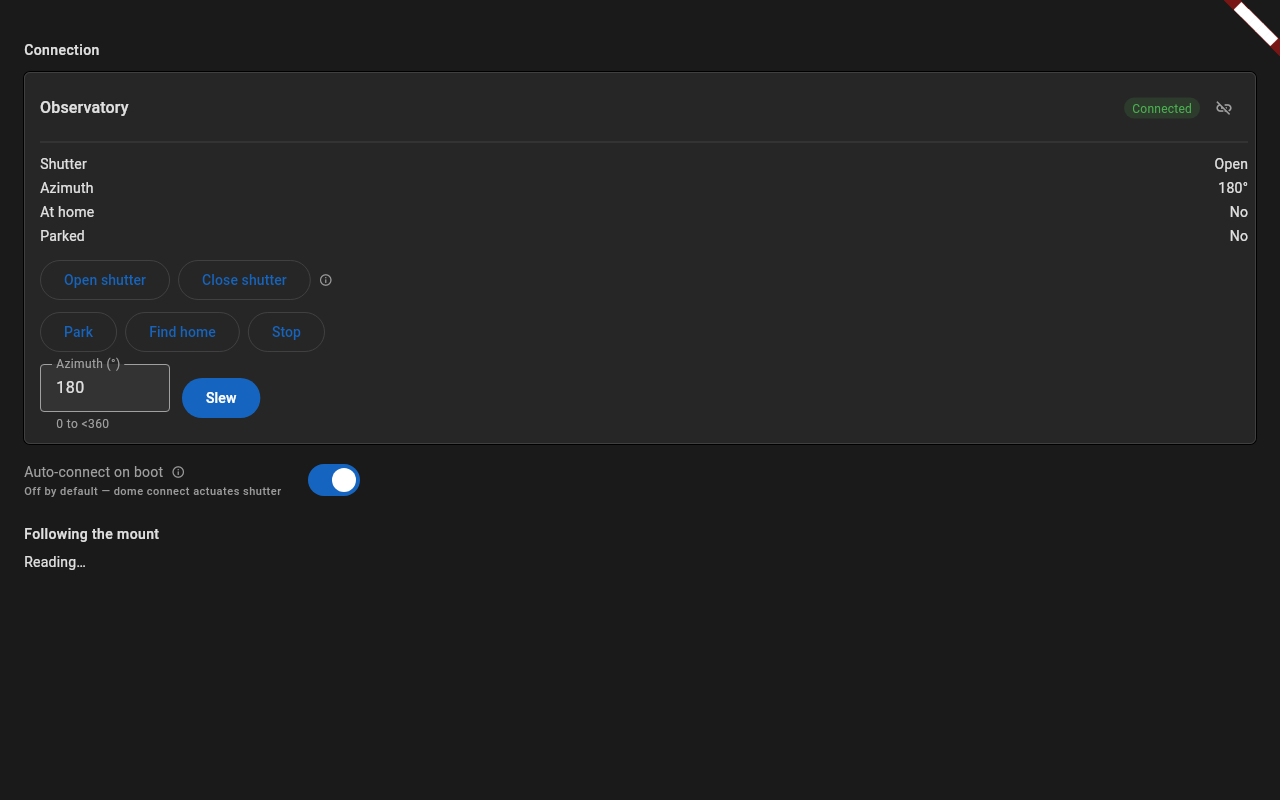 Connection
Observatory
Connected
Shutter Open
Azimuth 180°
At home No
Parked No
Open shutter Close shutter
Park Find home Stop
Azimuth (°)
180
Slew
0 to <360
Auto-connect on boot
Off by default — dome connect actuates shutter
Following the mount
Reading…